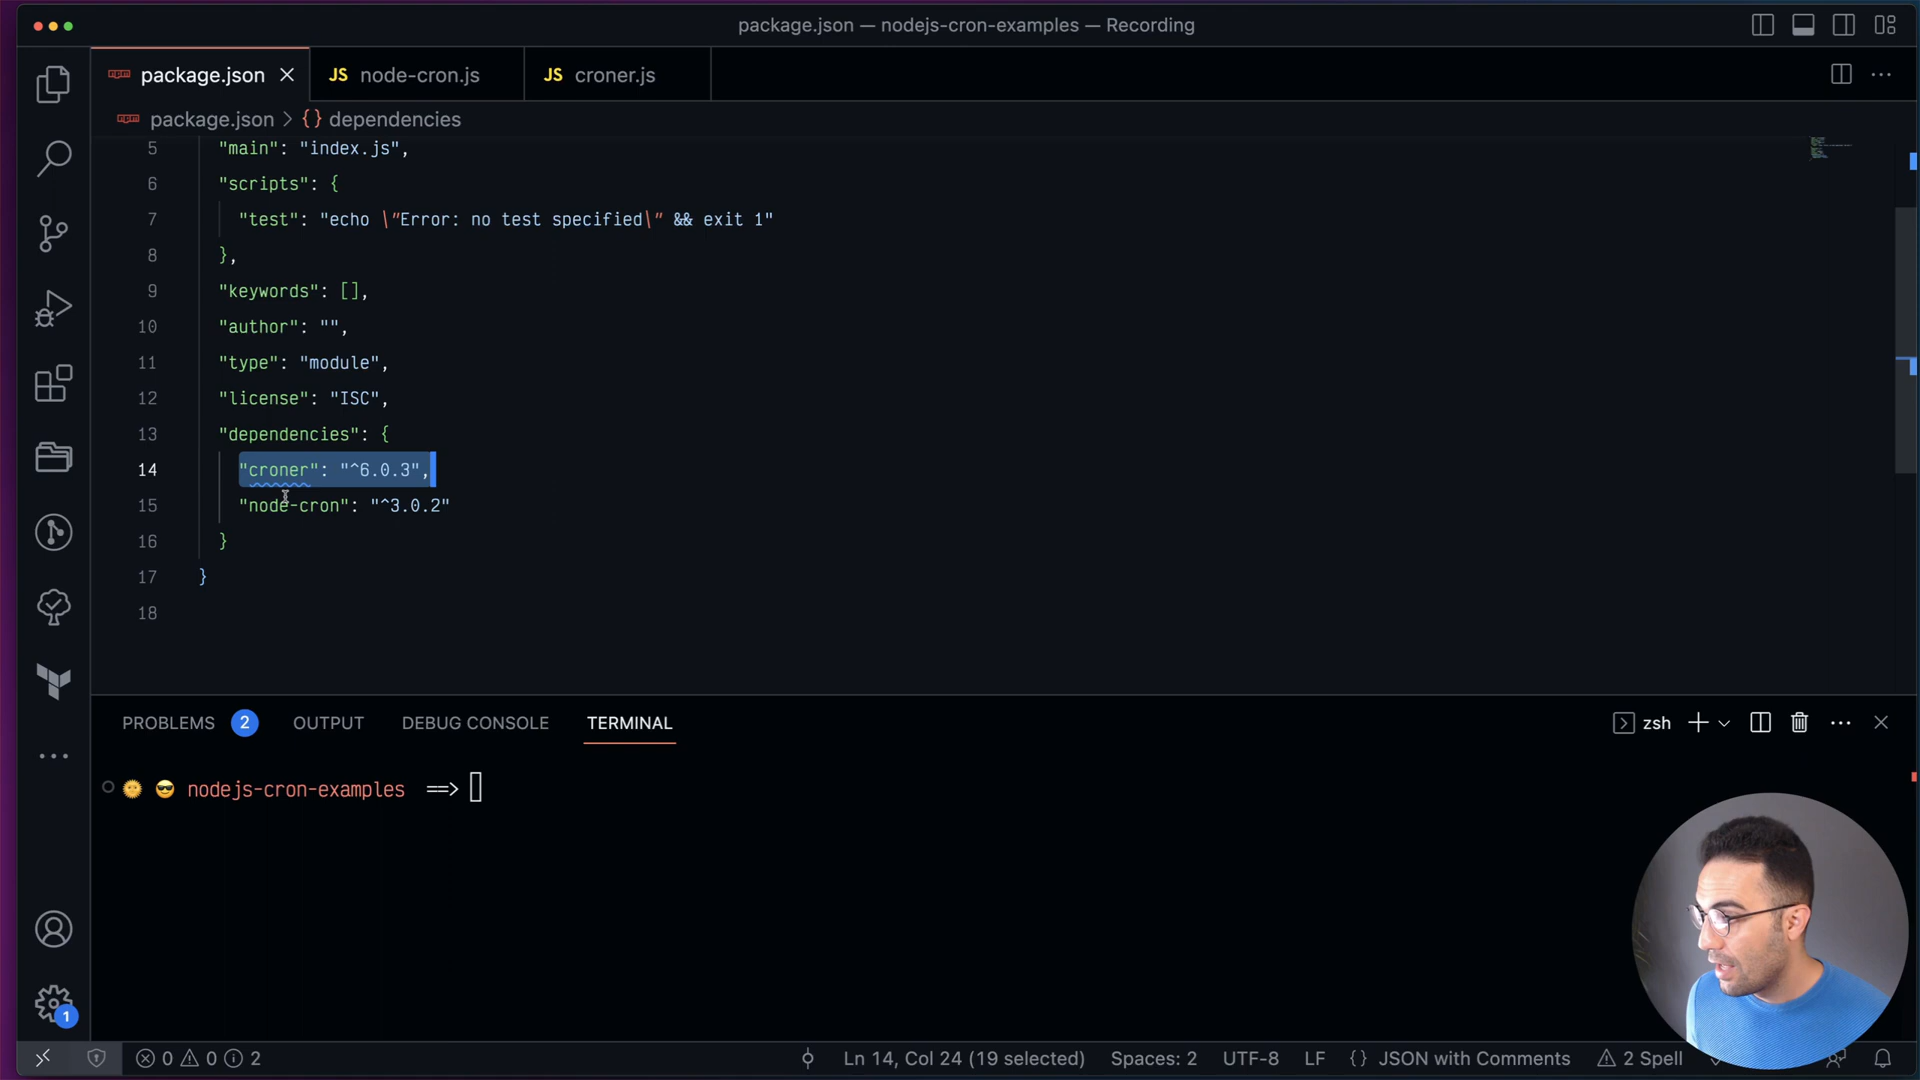 package.json — nodejs-cron-examples — Recording
package.json
JS node-cron.js
JS croner.js
package.json > {} dependencies
5 "main": "index.js",
6 "scripts": {
7 "test": "echo \"Error: no test specified\" && exit 1"
8 },
9 "keywords": [],
10 "author": "",
11 "type": "module",
12 "license": "ISC",
13 "dependencies": {
14 "croner": "^6.0.3",
15 "node-cron": "^3.0.2"
16 }
17 }
18
PROBLEMS 2 OUTPUT DEBUG CONSOLE TERMINAL
zsh
nodejs-cron-examples ==>
1
0 0 2
Ln 14, Col 24 (19 selected) Spaces: 2 UTF-8 LF {} JSON with Comments 2 Spell